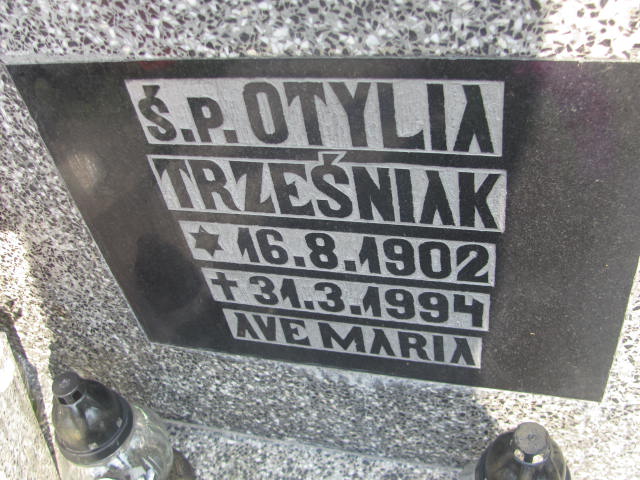 Ś.P. OTYLIA
TRZEŚNIAK
✶ 16.8.1902
✝ 31.3.1994
AVE MARIA